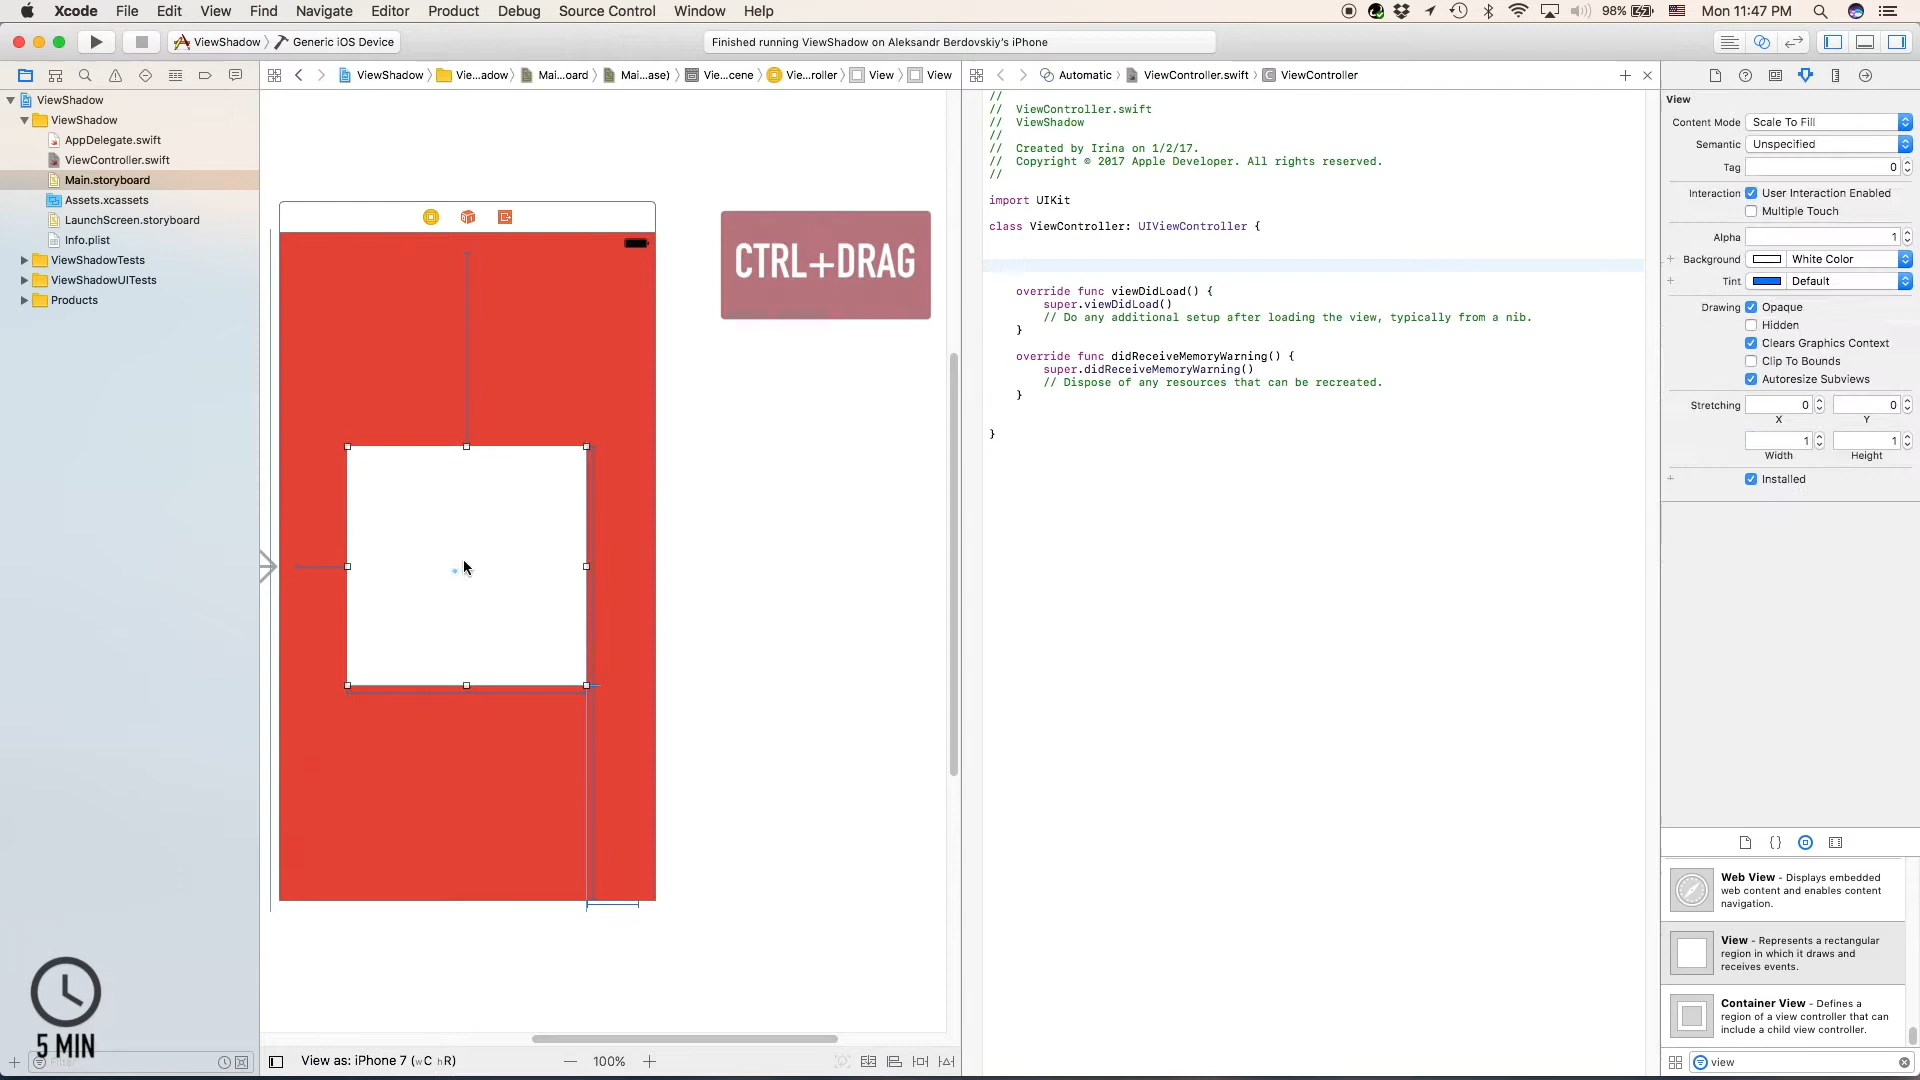 Xcode File Edit View Find Navigate Editor Product Debug Source Control Window Help
98% Mon 11:47 PM
ViewShadow Generic iOS Device
Finished running ViewShadow on Aleksandr Berdovskiy's iPhone
ViewShadow Vie...adow Mai...oard Mai...ase) Vie...cene Vie...roller View View
Automatic ViewController.swift ViewController
ViewShadow
ViewShadow
AppDelegate.swift
ViewController.swift
Main.storyboard
Assets.xcassets
LaunchScreen.storyboard
Info.plist
ViewShadowTests
ViewShadowUITests
Products
CTRL+DRAG
//
// ViewController.swift
// ViewShadow
//
// Created by Irina on 1/2/17.
// Copyright © 2017 Apple Developer. All rights reserved.
//
import UIKit
class ViewController: UIViewController {
override func viewDidLoad() {
super.viewDidLoad()
// Do any additional setup after loading the view, typically from a nib.
}
override func didReceiveMemoryWarning() {
super.didReceiveMemoryWarning()
// Dispose of any resources that can be recreated.
}
}
View
Content Mode Scale To Fill
Semantic Unspecified
Tag 0
Interaction User Interaction Enabled
Multiple Touch
Alpha 1
Background White Color
Tint Default
Drawing Opaque
Hidden
Clears Graphics Context
Clip To Bounds
Autoresize Subviews
Stretching 0 0
X Y
1 1
Width Height
Installed
Web View - Displays embedded
web content and enables content
navigation.
View - Represents a rectangular
region in which it draws and
receives events.
Container View - Defines a
region of a view controller that can
include a child view controller.
view
5 MIN
Filter
View as: iPhone 7 (wC hR)
100%